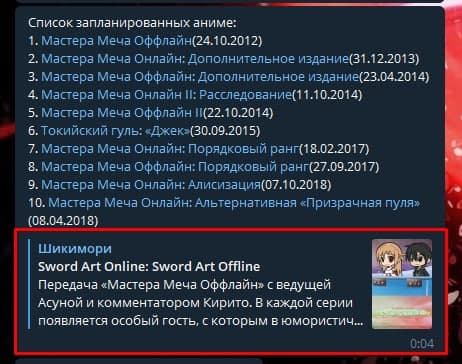 Список запланированных аниме:
1. Мастера Меча Оффлайн(24.10.2012)
2. Мастера Меча Онлайн: Дополнительное издание(31.12.2013)
3. Мастера Меча Оффлайн: Дополнительное издание(23.04.2014)
4. Мастера Меча Онлайн II: Расследование(11.10.2014)
5. Мастера Меча Оффлайн II(22.10.2014)
6. Токийский гуль: «Джек»(30.09.2015)
7. Мастера Меча Онлайн: Порядковый ранг(18.02.2017)
8. Мастера Меча Оффлайн: Порядковый ранг(27.09.2017)
9. Мастера Меча Онлайн: Алисизация(07.10.2018)
10. Мастера Меча Онлайн: Альтернативная «Призрачная пуля»
(08.04.2018)
Шикимори
Sword Art Online: Sword Art Offline
Передача «Мастера Меча Оффлайн» с ведущей
Асуной и комментатором Кирито. В каждой серии
появляется особый гость, с которым в юмористич...
0:04